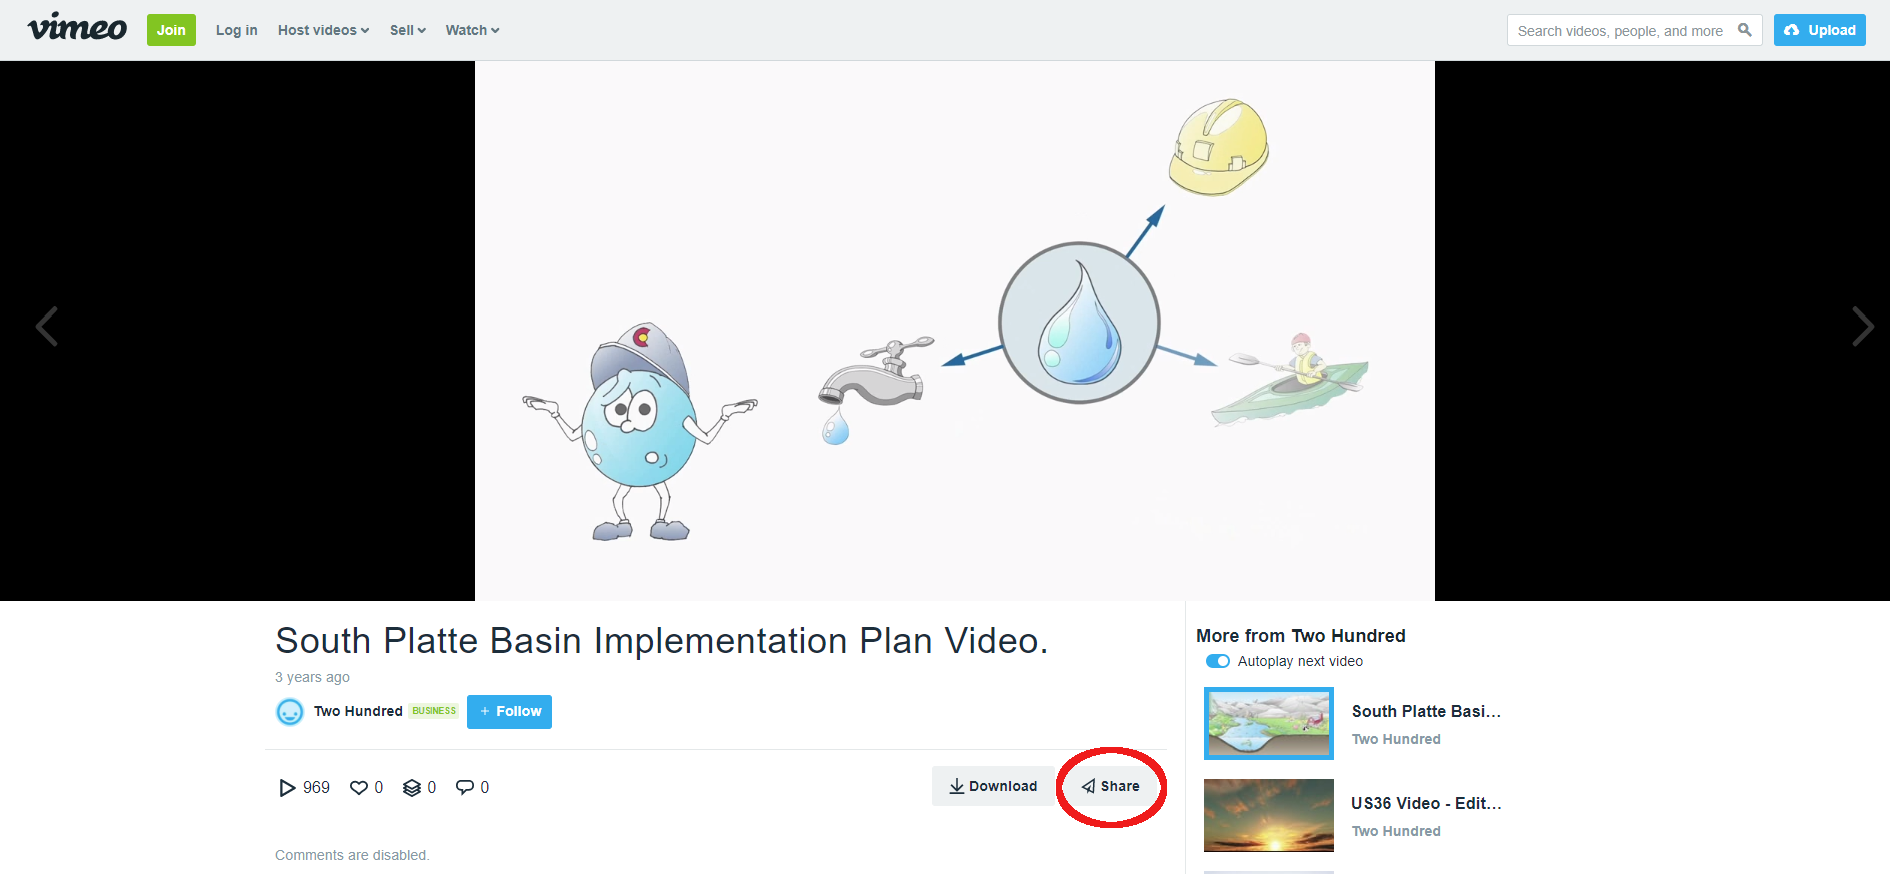 vimeo Join Log in Host videos Sell Watch Search videos, people, and more Upload
South Platte Basin Implementation Plan Video.
3 years ago
Two Hundred BUSINESS + Follow
969 0 0 0 Download Share
Comments are disabled.
More from Two Hundred
Autoplay next video
South Platte Basi...
Two Hundred
US36 Video - Edit...
Two Hundred